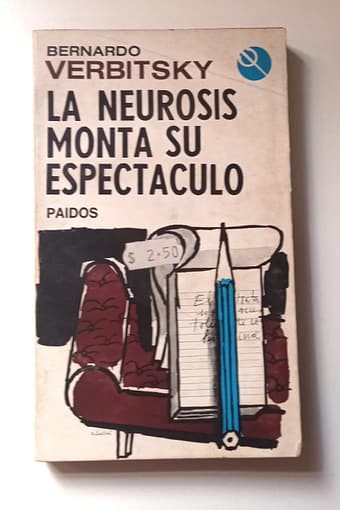 BERNARDO
VERBITSKY
LA NEUROSIS
MONTA SU
ESPECTACULO
PAIDOS
$ 2.50